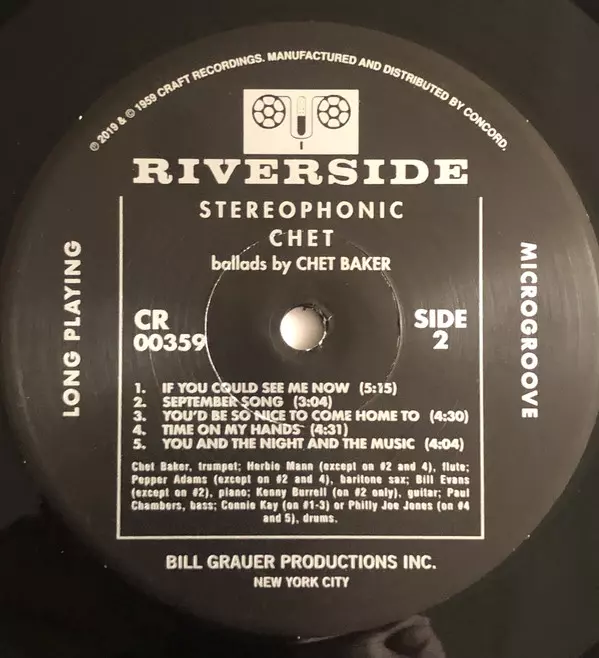 ℗ 2019 & © 1959 CRAFT RECORDINGS. MANUFACTURED AND DISTRIBUTED BY CONCORD.
RIVERSIDE
STEREOPHONIC
CHET
ballads by CHET BAKER
LONG PLAYING
MICROGROOVE
CR
00359
SIDE
2
1. IF YOU COULD SEE ME NOW (5:15)
2. SEPTEMBER SONG (3:04)
3. YOU'D BE SO NICE TO COME HOME TO (4:30)
4. TIME ON MY HANDS (4:31)
5. YOU AND THE NIGHT AND THE MUSIC (4:04)
Chet Baker, trumpet; Herbie Mann (except on #2 and 4), flute;
Pepper Adams (except on #2 and 4), baritone sax; Bill Evans
(except on #2), piano; Kenny Burrell (on #2 only), guitar; Paul
Chambers, bass; Connie Kay (on #1-3) or Philly Joe Jones (on #4
and 5), drums.
BILL GRAUER PRODUCTIONS INC.
NEW YORK CITY